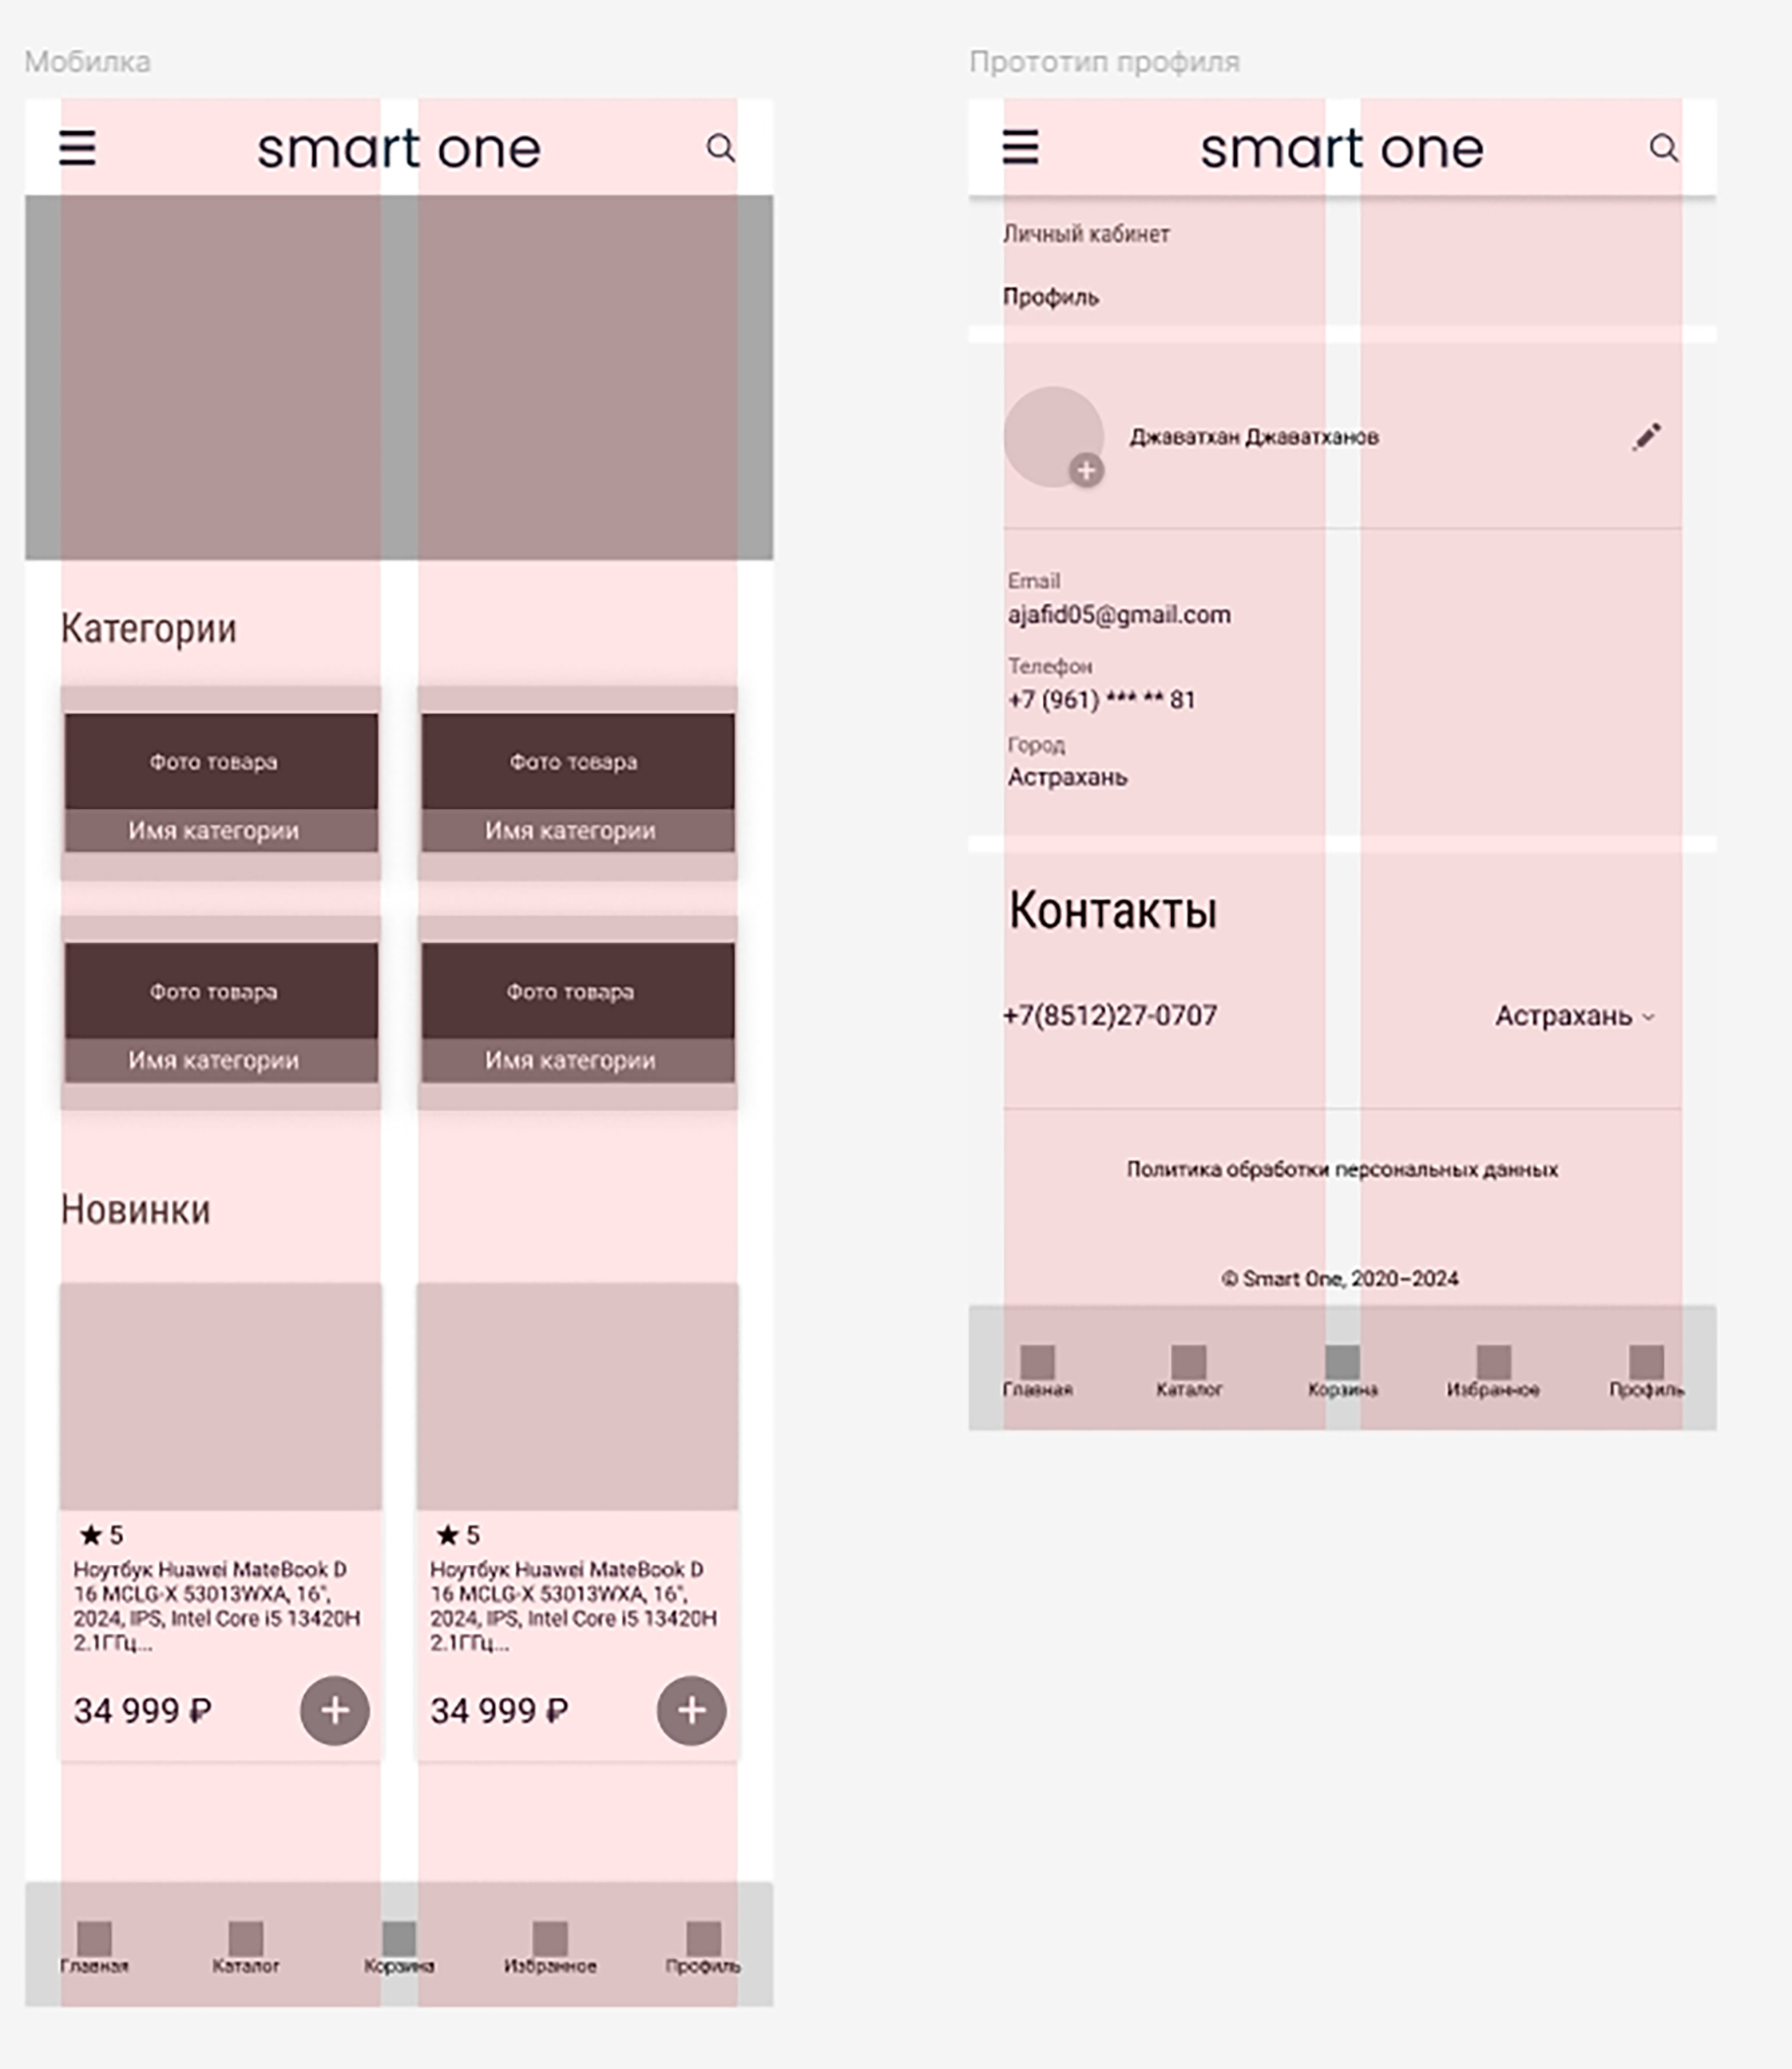 Мобилка
smart one
Категории
Фото товара
Имя категории
Фото товара
Имя категории
Фото товара
Имя категории
Фото товара
Имя категории
Новинки
★ 5
Ноутбук Huawei MateBook D
16 MCLG-X 53013WXA, 16",
2024, IPS, Intel Core i5 13420H
2.1ГГц...
34 999 ₽
★ 5
Ноутбук Huawei MateBook D
16 MCLG-X 53013WXA, 16",
2024, IPS, Intel Core i5 13420H
2.1ГГц...
34 999 ₽
Главная
Каталог
Корзина
Избранное
Профиль
Прототип профиля
smart one
Личный кабинет
Профиль
Джаватхан Джаватханов
Email
ajafid05@gmail.com
Телефон
+7 (961) *** ** 81
Город
Астрахань
Контакты
+7(8512)27-0707
Астрахань
Политика обработки персональных данных
© Smart One, 2020–2024
Главная
Каталог
Корзина
Избранное
Профиль